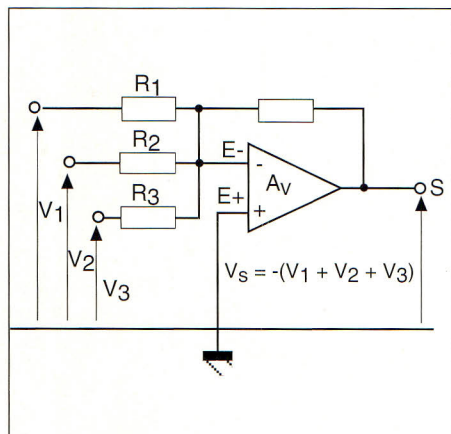 R1
R2
R3
E-
E+
-
+
AV
S
V1
V2
V3
VS = -(V1 + V2 + V3)